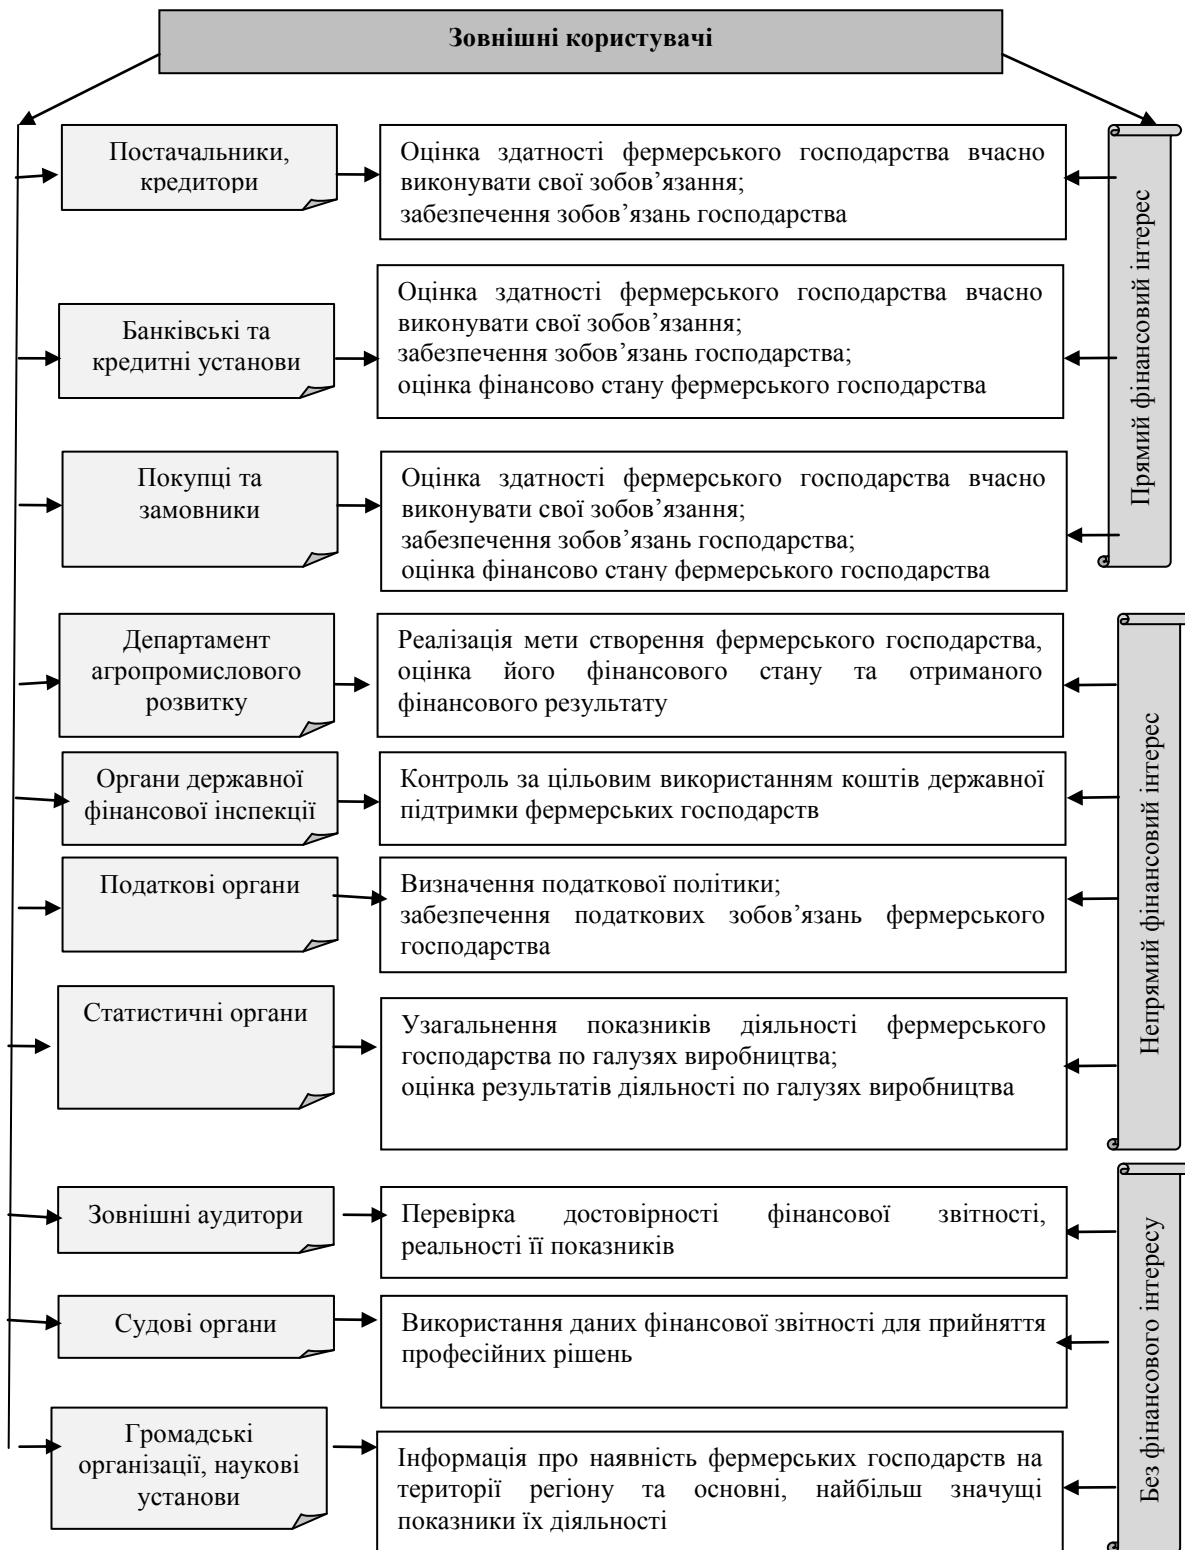 Зовнішні користувачі
Постачальники,
кредитори
Оцінка здатності фермерського господарства вчасно
виконувати свої зобов’язання;
забезпечення зобов’язань господарства
Банківські та
кредитні установи
Оцінка здатності фермерського господарства вчасно
виконувати свої зобов’язання;
забезпечення зобов’язань господарства;
оцінка фінансово стану фермерського господарства
Покупці та
замовники
Оцінка здатності фермерського господарства вчасно
виконувати свої зобов’язання;
забезпечення зобов’язань господарства;
оцінка фінансово стану фермерського господарства
Прямий фінансовий інтерес
Департамент
агропромислового
розвитку
Реалізація мети створення фермерського господарства,
оцінка його фінансового стану та отриманого
фінансового результату
Органи державної
фінансової інспекції
Контроль за цільовим використанням коштів державної
підтримки фермерських господарств
Податкові органи
Визначення податкової політики;
забезпечення податкових зобов’язань фермерського
господарства
Статистичні органи
Узагальнення показників діяльності фермерського
господарства по галузях виробництва;
оцінка результатів діяльності по галузях виробництва
Непрямий фінансовий інтерес
Зовнішні аудитори
Перевірка достовірності фінансової звітності,
реальності її показників
Судові органи
Використання даних фінансової звітності для прийняття
професійних рішень
Громадські
організації, наукові
установи
Інформація про наявність фермерських господарств на
території регіону та основні, найбільш значущі
показники їх діяльності
Без фінансового інтересу